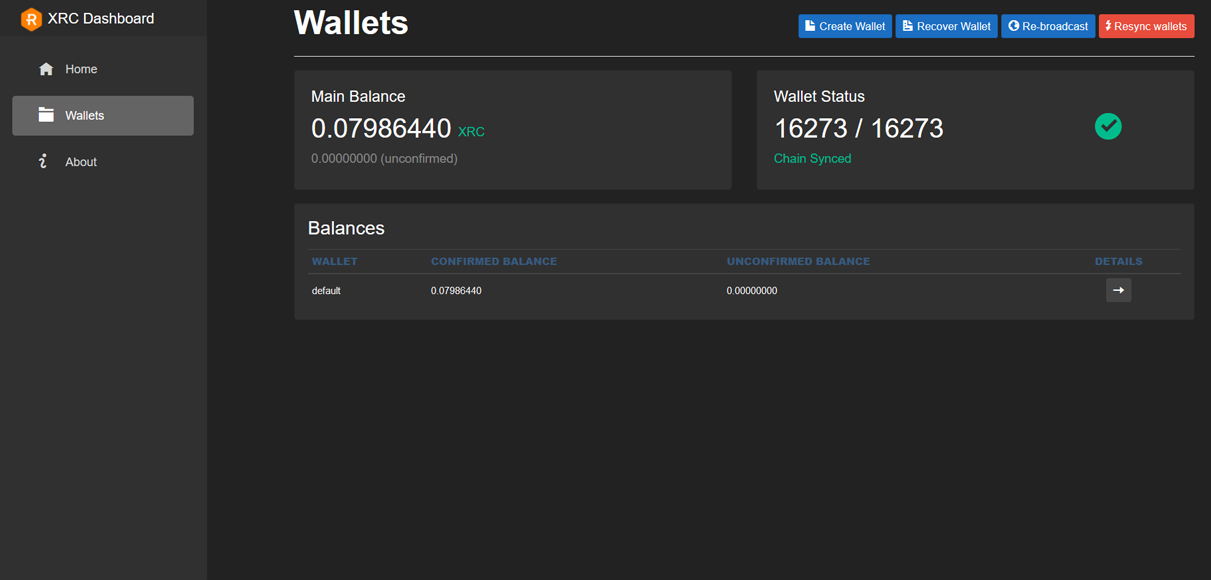 XRC Dashboard
Home
Wallets
About
Wallets
Create Wallet Recover Wallet Re-broadcast Resync wallets
Main Balance
0.07986440 XRC
0.00000000 (unconfirmed)
Wallet Status
16273 / 16273
Chain Synced
Balances
WALLET CONFIRMED BALANCE UNCONFIRMED BALANCE DETAILS
default 0.07986440 0.00000000